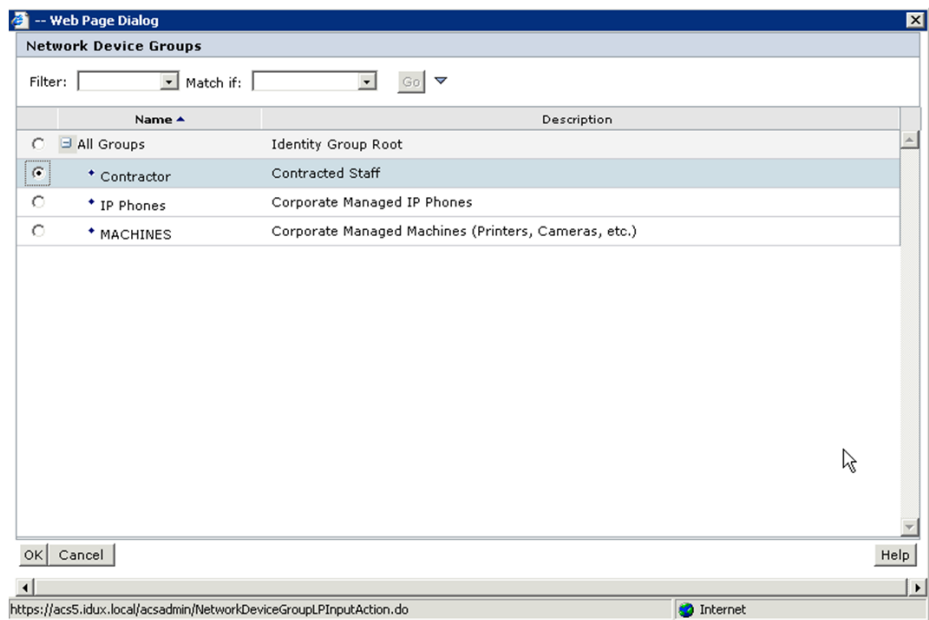 -- Web Page Dialog
Network Device Groups
Filter: Match if: Go
Name Description
All Groups Identity Group Root
Contractor Contracted Staff
IP Phones Corporate Managed IP Phones
MACHINES Corporate Managed Machines (Printers, Cameras, etc.)
OK Cancel Help
https://acs5.idux.local/acsadmin/NetworkDeviceGroupLPInputAction.do Internet